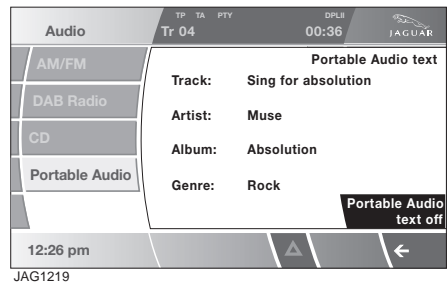 Audio
TP TA PTY
Tr 04
DPLII
00:36
JAGUAR
AM/FM
DAB Radio
CD
Portable Audio
Portable Audio text
Track: Sing for absolution
Artist: Muse
Album: Absolution
Genre: Rock
Portable Audio
text off
12:26 pm
JAG1219